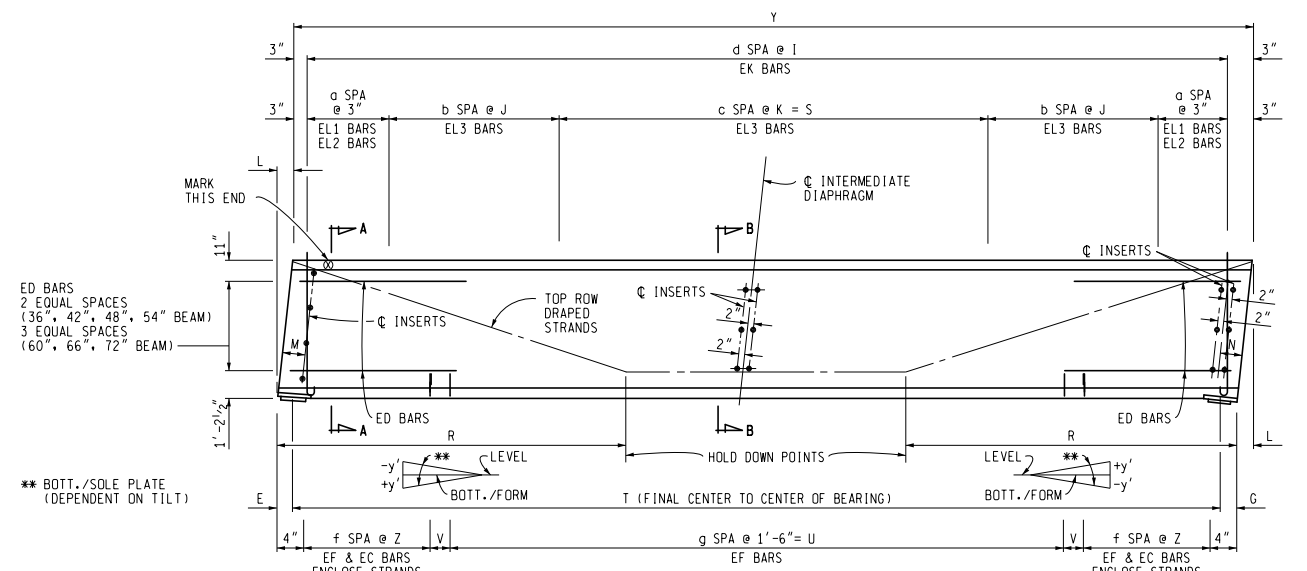 Y
3" d SPA @ I 3"
EK BARS
a SPA
@ 3"
b SPA @ J
c SPA @ K = S
b SPA @ J
a SPA
@ 3"
3" 3"
EL1 BARS
EL2 BARS
EL3 BARS
EL3 BARS
EL3 BARS
EL1 BARS
EL2 BARS
L
MARK
THIS END
℄ INTERMEDIATE
DIAPHRAGM
A
B
11"
℄ INSERTS
ED BARS
2 EQUAL SPACES
(36", 42", 48", 54" BEAM)
3 EQUAL SPACES
(60", 66", 72" BEAM)
℄ INSERTS
TOP ROW
DRAPED
STRANDS
℄ INSERTS
2"
2"
2"
2"
M
N
1'-2½"
ED BARS
ED BARS
A
B
R
HOLD DOWN POINTS
R
L
** BOTT./SOLE PLATE
(DEPENDENT ON TILT)
-y'
+y'
**
LEVEL
BOTT./FORM
LEVEL
BOTT./FORM
**
+y'
-y'
E
T (FINAL CENTER TO CENTER OF BEARING)
G
4" f SPA @ Z V g SPA @ 1'-6"= U V f SPA @ Z 4"
EF & EC BARS
ENCLOSE STRANDS
EF BARS
EF & EC BARS
ENCLOSE STRANDS